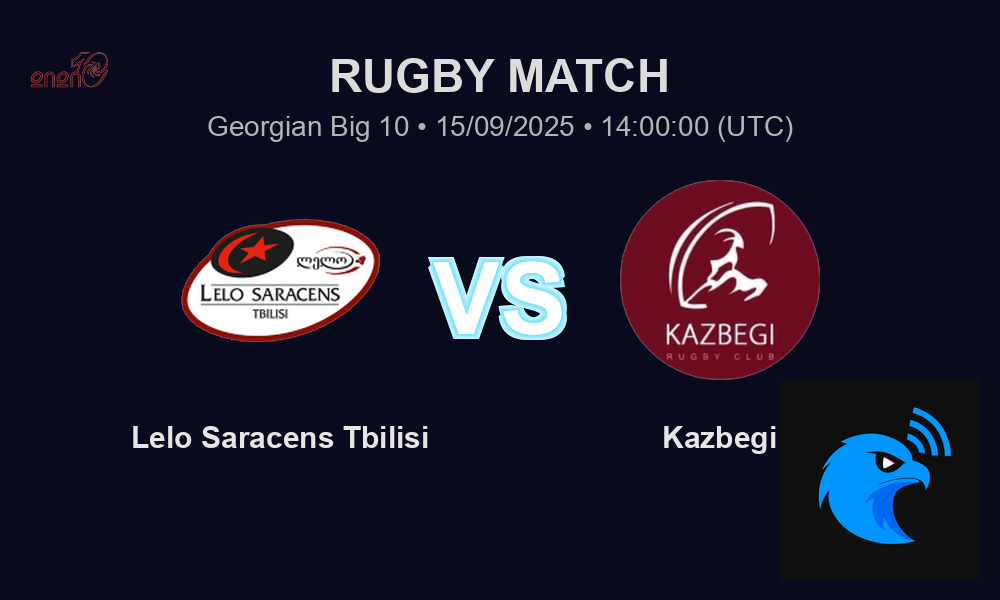 RUGBY MATCH
Georgian Big 10 • 15/09/2025 • 14:00:00 (UTC)
ლელო
LELO SARACENS
TBILISI
VS
KAZBEGI
RUGBY CLUB
Lelo Saracens Tbilisi
Kazbegi